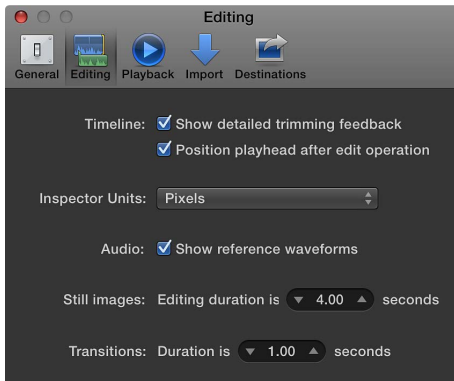 Editing
General Editing Playback Import Destinations
Timeline: Show detailed trimming feedback
Position playhead after edit operation
Inspector Units: Pixels
Audio: Show reference waveforms
Still images: Editing duration is 4.00 seconds
Transitions: Duration is 1.00 seconds